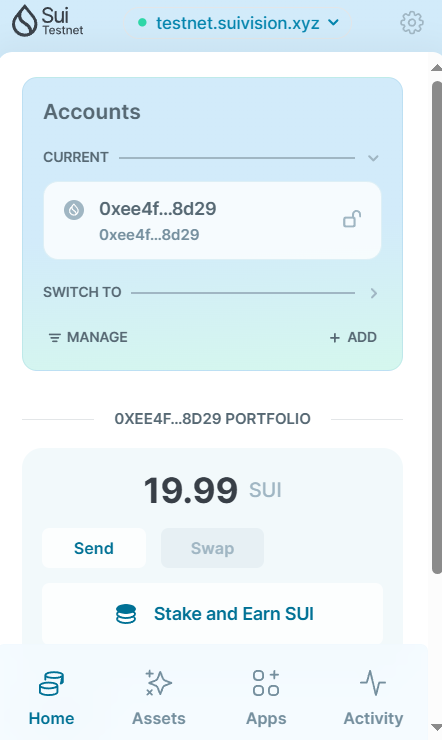 Sui
Testnet
testnet.suivision.xyz
Accounts
CURRENT
0xee4f...8d29
0xee4f...8d29
SWITCH TO
MANAGE
+ ADD
0XEE4F...8D29 PORTFOLIO
19.99 SUI
Send Swap
Stake and Earn SUI
Home Assets Apps Activity